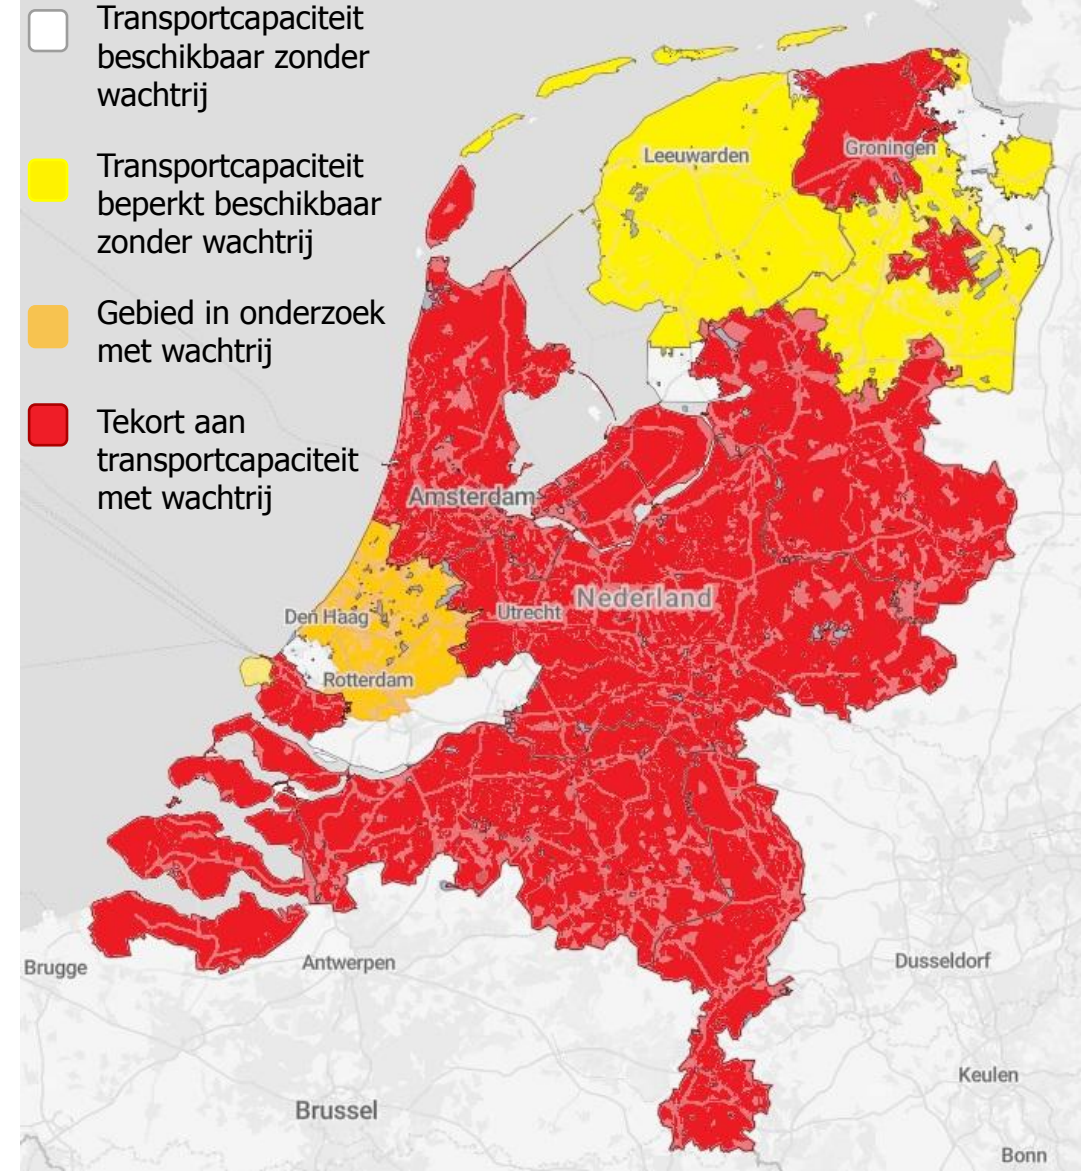 Transportcapaciteit
beschikbaar zonder
wachtrij
Transportcapaciteit
beperkt beschikbaar
zonder wachtrij
Gebied in onderzoek
met wachtrij
Tekort aan
transportcapaciteit
met wachtrij
Leeuwarden
Groningen
Amsterdam
Den Haag
Utrecht
Nederland
Rotterdam
Brugge
Antwerpen
Dusseldorf
Keulen
Brussel
Bonn